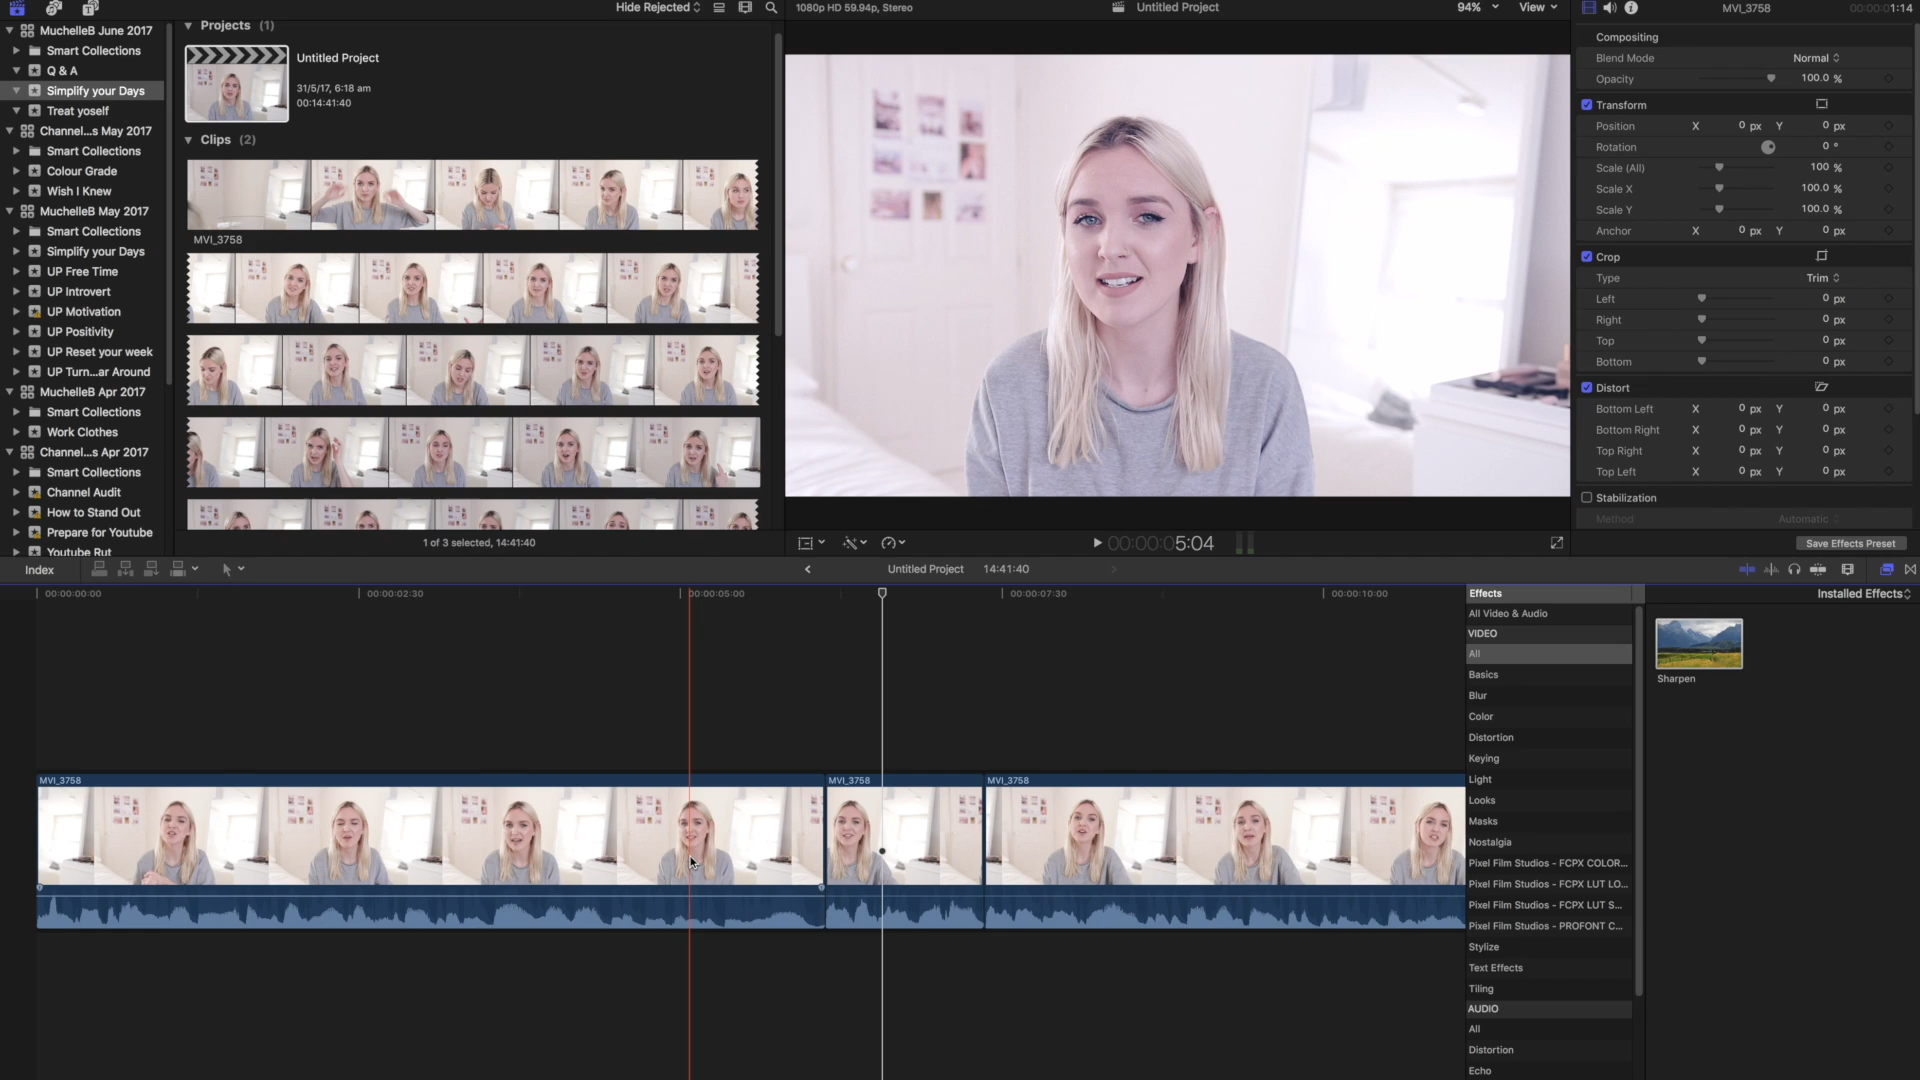 Hide Rejected
1080p HD 59.94p, Stereo
Untitled Project
94%
View
MVI_3758
00:00:01:14
MuchelleB June 2017
Smart Collections
Q & A
Simplify your Days
Treat yoself
Channel...s May 2017
Smart Collections
Colour Grade
Wish I Knew
MuchelleB May 2017
Smart Collections
Simplify your Days
UP Free Time
UP Introvert
UP Motivation
UP Positivity
UP Reset your week
UP Turn...ar Around
MuchelleB Apr 2017
Smart Collections
Work Clothes
Channel...s Apr 2017
Smart Collections
Channel Audit
How to Stand Out
Prepare for Youtube
Youtube Rut
Projects (1)
Untitled Project
31/5/17, 6:18 am
00:14:41:40
Clips (2)
MVI_3758
1 of 3 selected, 14:41:40
00:00:005:04
Compositing
Blend Mode Normal
Opacity 100.0 %
Transform
Position X 0 px Y 0 px
Rotation 0 °
Scale (All) 100 %
Scale X 100.0 %
Scale Y 100.0 %
Anchor X 0 px Y 0 px
Crop
Type Trim
Left 0 px
Right 0 px
Top 0 px
Bottom 0 px
Distort
Bottom Left X 0 px Y 0 px
Bottom Right X 0 px Y 0 px
Top Right X 0 px Y 0 px
Top Left X 0 px Y 0 px
Stabilization
Method Automatic
Save Effects Preset
Index
Untitled Project 14:41:40
00:00:00:00
00:00:02:30
00:00:05:00
00:00:07:30
00:00:10:00
MVI_3758
MVI_3758
MVI_3758
Effects
Installed Effects
All Video & Audio
VIDEO
All
Basics
Blur
Color
Distortion
Keying
Light
Looks
Masks
Nostalgia
Pixel Film Studios - FCPX COLOR...
Pixel Film Studios - FCPX LUT LO...
Pixel Film Studios - FCPX LUT S...
Pixel Film Studios - PROFONT C...
Stylize
Text Effects
Tiling
AUDIO
All
Distortion
Echo
Sharpen